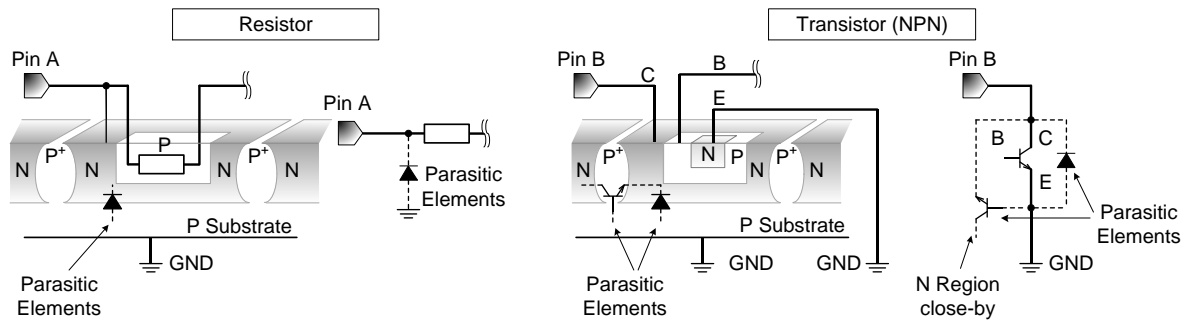 Resistor
Transistor (NPN)
Pin A
Pin A
P
N
P+
N
P+
N
N
Parasitic
Elements
P Substrate
GND
Parasitic
Elements
Pin B
C
B
E
N
P+
N
N
P
P+
N
N
P Substrate
GND
GND
Parasitic
Elements
Pin B
B
C
E
Parasitic
Elements
GND
N Region
close-by